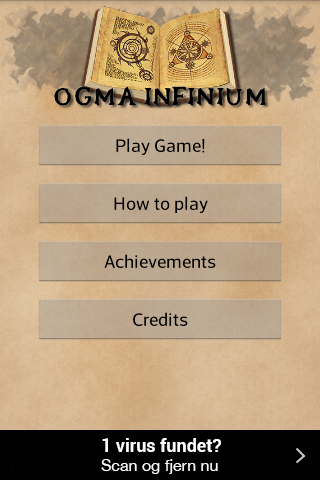 OGMA INFINIUM
Play Game!
How to play
Achievements
Credits
1 virus fundet?
Scan og fjern nu